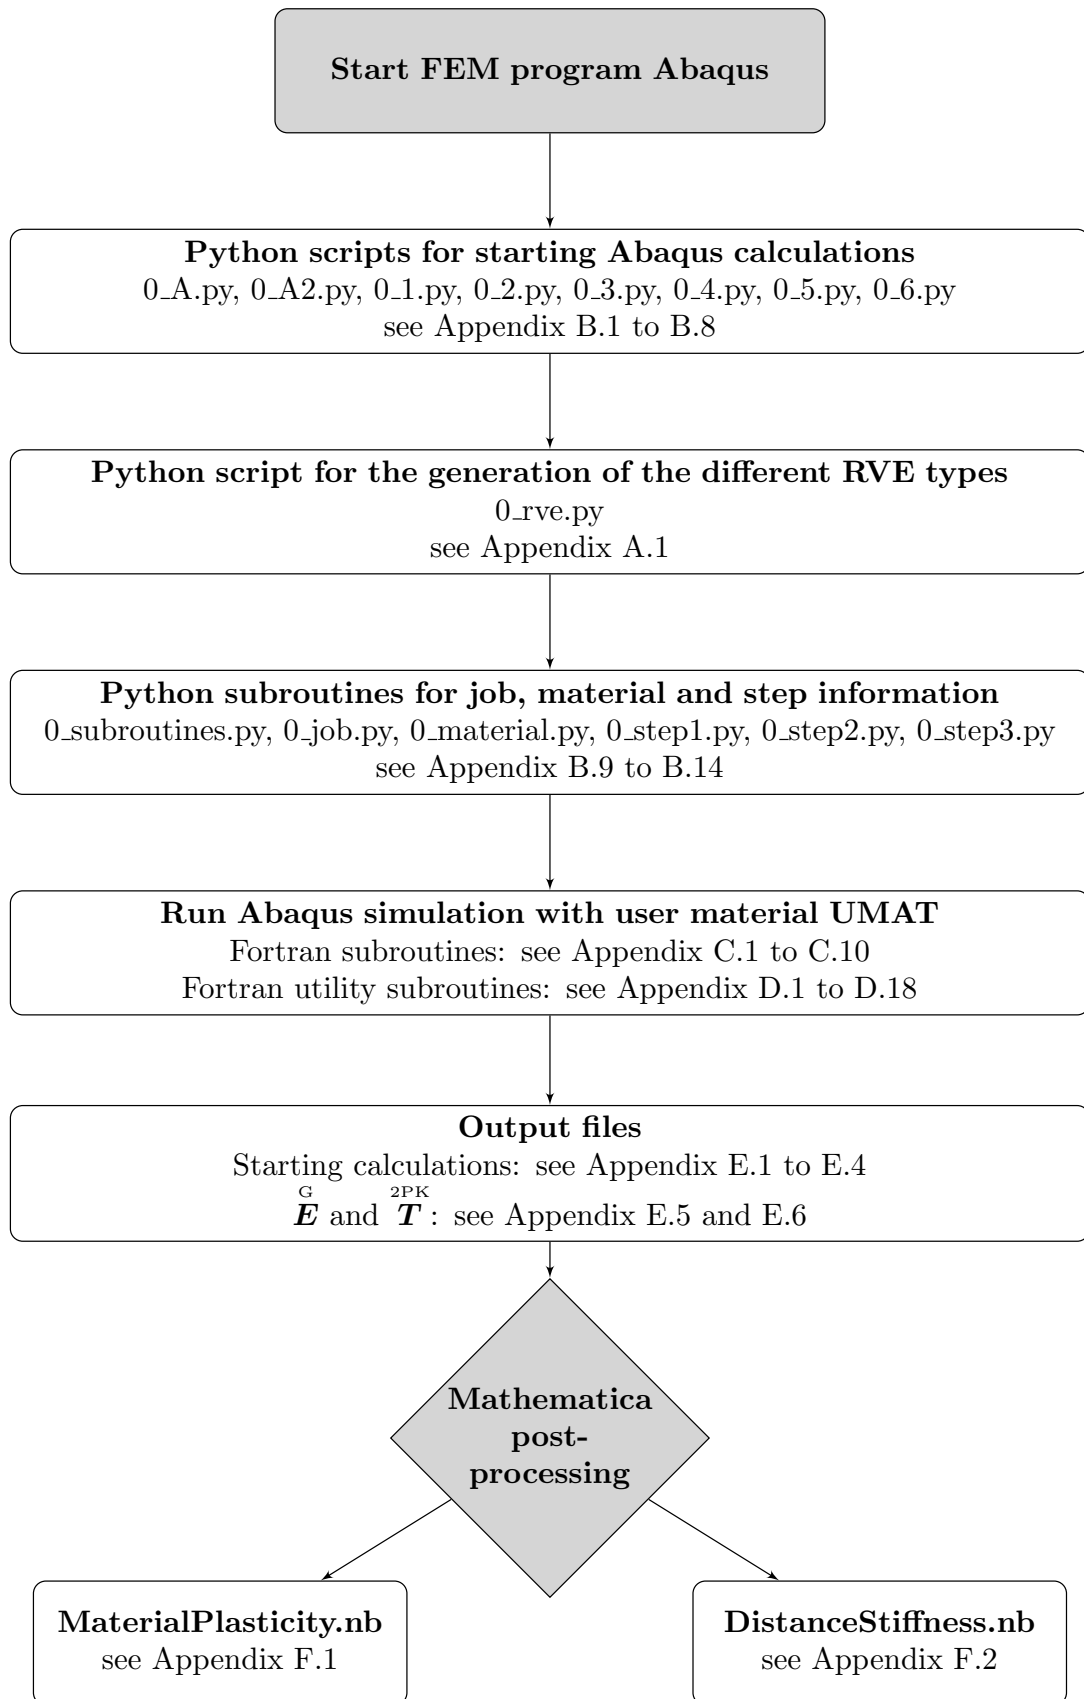 Start FEM program Abaqus
Python scripts for starting Abaqus calculations
0_A.py, 0_A2.py, 0_1.py, 0_2.py, 0_3.py, 0_4.py, 0_5.py, 0_6.py
see Appendix B.1 to B.8
Python script for the generation of the different RVE types
0_rve.py
see Appendix A.1
Python subroutines for job, material and step information
0_subroutines.py, 0_job.py, 0_material.py, 0_step1.py, 0_step2.py, 0_step3.py
see Appendix B.9 to B.14
Run Abaqus simulation with user material UMAT
Fortran subroutines: see Appendix C.1 to C.10
Fortran utility subroutines: see Appendix D.1 to D.18
Output files
Starting calculations: see Appendix E.1 to E.4
G 2PK
E and T: see Appendix E.5 and E.6
Mathematica
post-
processing
MaterialPlasticity.nb
see Appendix F.1
DistanceStiffness.nb
see Appendix F.2